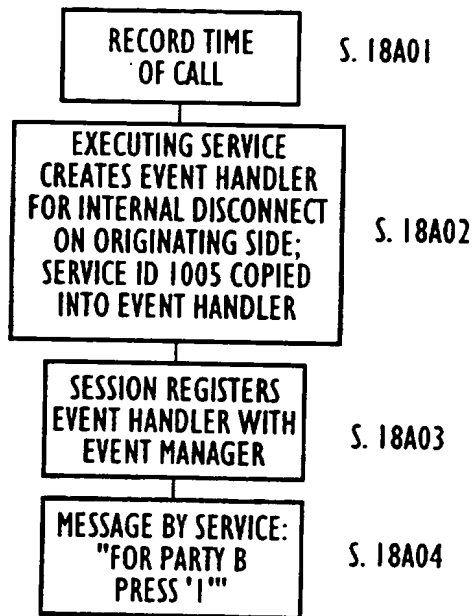 RECORD TIME
OF CALL
S. 18A01
EXECUTING SERVICE
CREATES EVENT HANDLER
FOR INTERNAL DISCONNECT
ON ORIGINATING SIDE;
SERVICE ID 1005 COPIED
INTO EVENT HANDLER
S. 18A02
SESSION REGISTERS
EVENT HANDLER WITH
EVENT MANAGER
S. 18A03
MESSAGE BY SERVICE:
"FOR PARTY B
PRESS '1'"
S. 18A04